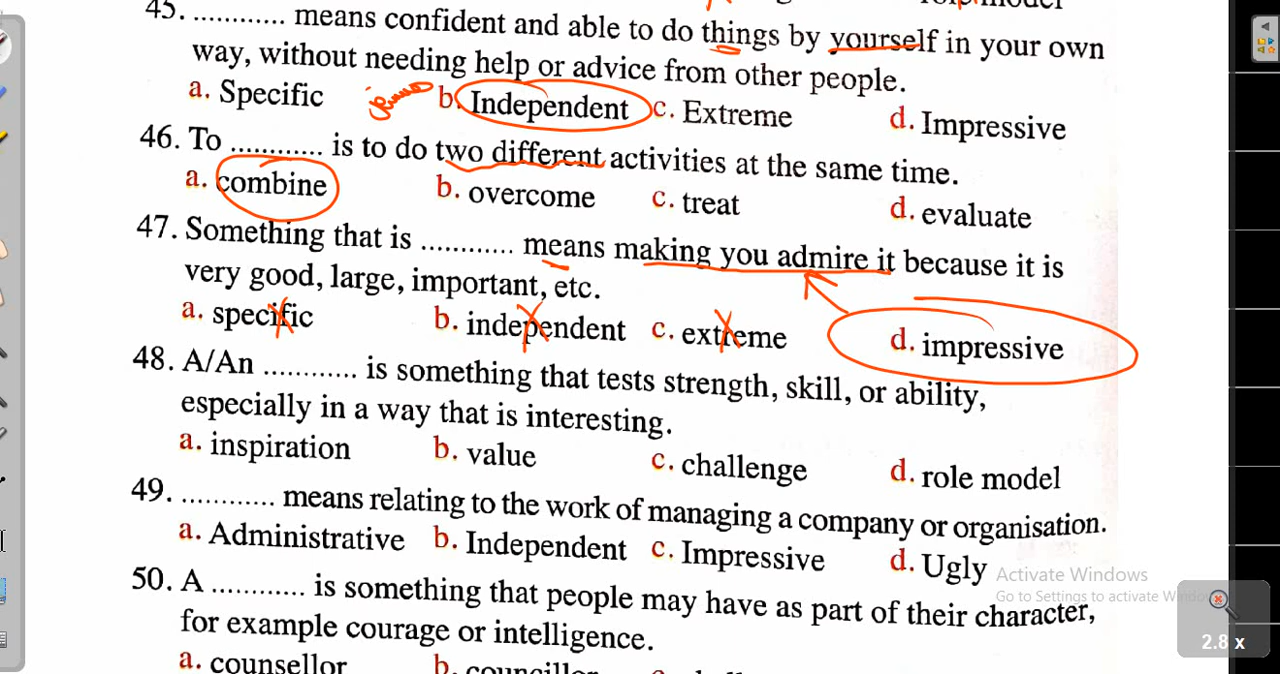 45. ............ means confident and able to do things by yourself in your own
way, without needing help or advice from other people.
a. Specific b. Independent c. Extreme d. Impressive
46. To ............ is to do two different activities at the same time.
a. combine b. overcome c. treat d. evaluate
47. Something that is ............ means making you admire it because it is
very good, large, important, etc.
a. specific b. independent c. extreme d. impressive
48. A/An ............ is something that tests strength, skill, or ability,
especially in a way that is interesting.
a. inspiration b. value c. challenge d. role model
49. ............ means relating to the work of managing a company or organisation.
a. Administrative b. Independent c. Impressive d. Ugly
Activate Windows
Go to Settings to activate Windows
50. A ............ is something that people may have as part of their character,
for example courage or intelligence.
2.8 x
a. counsellor b. councillor